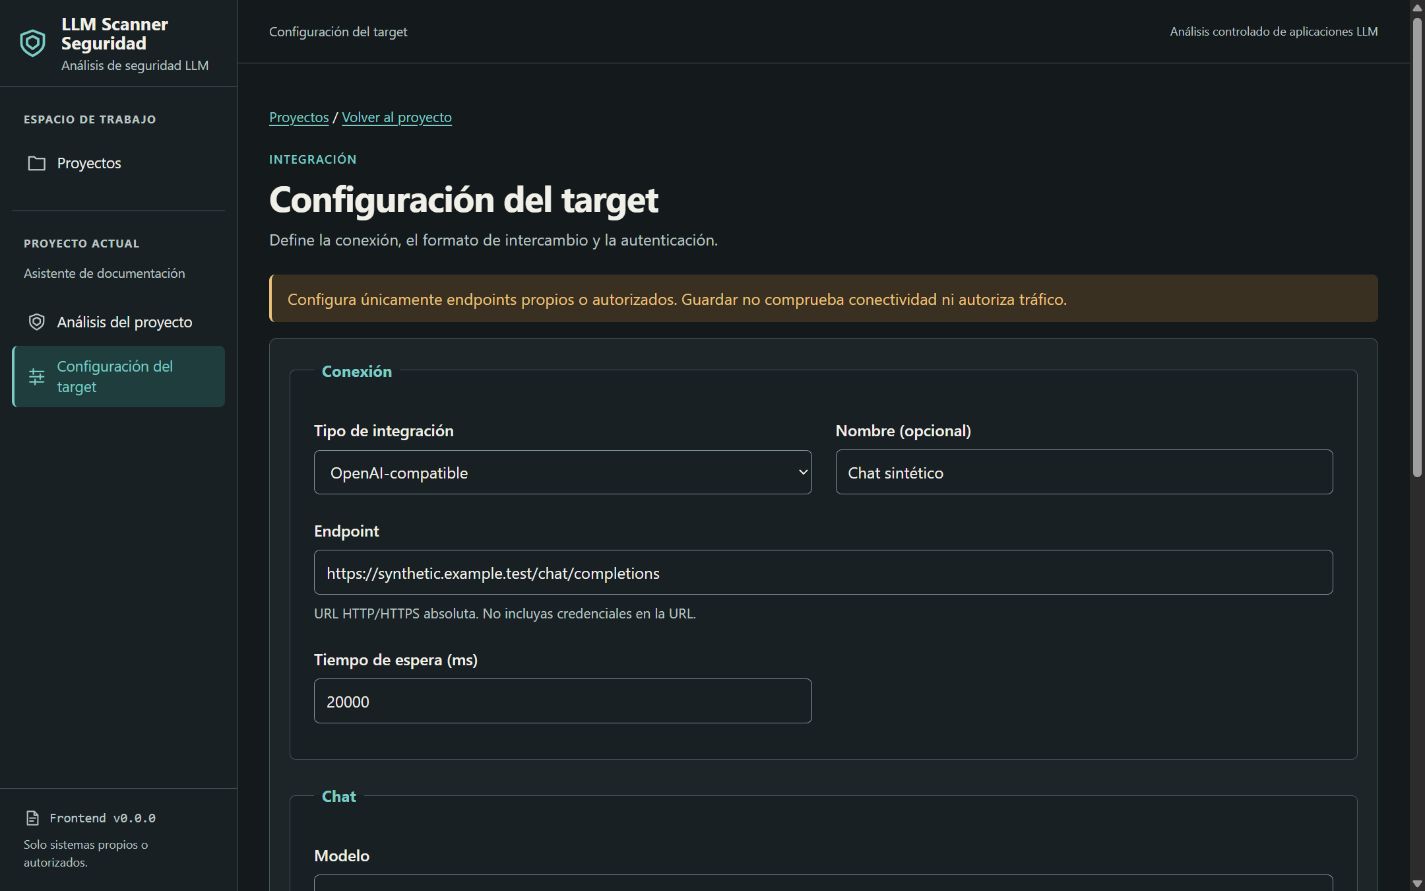 LLM Scanner
Seguridad
Análisis de seguridad LLM
ESPACIO DE TRABAJO
Proyectos
PROYECTO ACTUAL
Asistente de documentación
Análisis del proyecto
Configuración del
target
Frontend v0.0.0
Solo sistemas propios o
autorizados.
Configuración del target
Análisis controlado de aplicaciones LLM
Proyectos / Volver al proyecto
INTEGRACIÓN
Configuración del target
Define la conexión, el formato de intercambio y la autenticación.
Configura únicamente endpoints propios o autorizados. Guardar no comprueba conectividad ni autoriza tráfico.
Conexión
Tipo de integración
OpenAI-compatible
Nombre (opcional)
Chat sintético
Endpoint
https://synthetic.example.test/chat/completions
URL HTTP/HTTPS absoluta. No incluyas credenciales en la URL.
Tiempo de espera (ms)
20000
Chat
Modelo